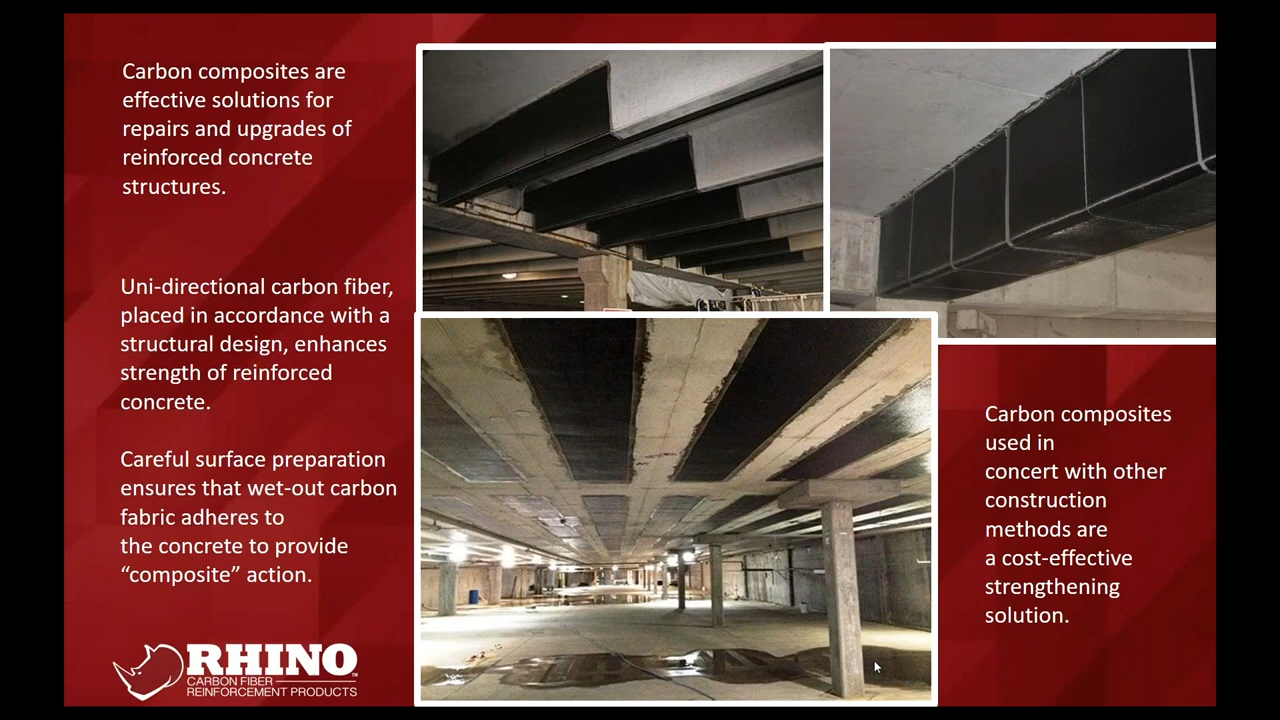 Carbon composites are
effective solutions for
repairs and upgrades of
reinforced concrete
structures.
Uni-directional carbon fiber,
placed in accordance with a
structural design, enhances
strength of reinforced
concrete.
Careful surface preparation
ensures that wet-out carbon
fabric adheres to
the concrete to provide
“composite” action.
Carbon composites
used in
concert with other
construction
methods are
a cost-effective
strengthening
solution.
RHINO™
CARBON FIBER
REINFORCEMENT PRODUCTS